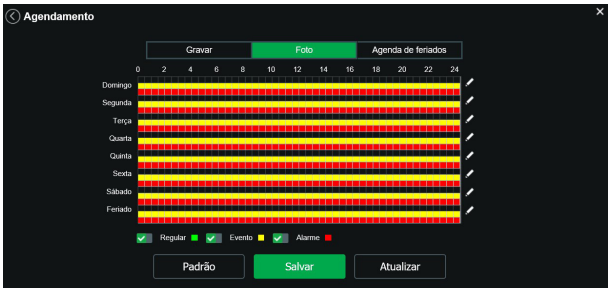 Agendamento
Gravar Foto Agenda de feriados
0 2 4 6 8 10 12 14 16 18 20 22 24
Domingo
Segunda
Terça
Quarta
Quinta
Sexta
Sábado
Feriado
Regular Evento Alarme
Padrão Salvar Atualizar